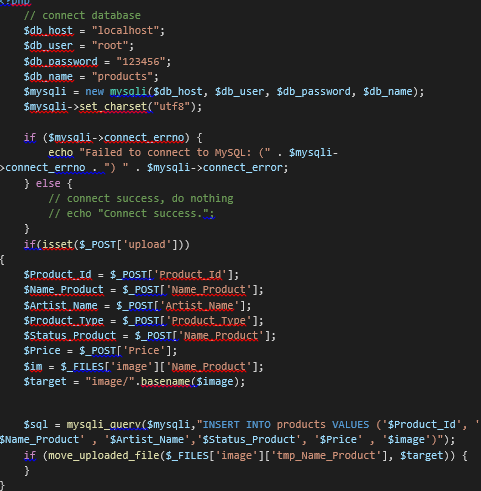 <?php
// connect database
$db_host = "localhost";
$db_user = "root";
$db_password = "123456";
$db_name = "products";
$mysqli = new mysqli($db_host, $db_user, $db_password, $db_name);
$mysqli->set_charset("utf8");
if ($mysqli->connect_errno) {
echo "Failed to connect to MySQL: (" . $mysqli-
>connect_errno . ") " . $mysqli->connect_error;
} else {
// connect success, do nothing
// echo "Connect success.";
}
if(isset($_POST['upload']))
{
$Product_Id = $_POST['Product_Id'];
$Name_Product = $_POST['Name_Product'];
$Artist_Name = $_POST['Artist_Name'];
$Product_Type = $_POST['Product_Type'];
$Status_Product = $_POST['Name_Product'];
$Price = $_POST['Price'];
$im = $_FILES['image']['Name_Product'];
$target = "image/".basename($image);
$sql = mysqli_query($mysqli,"INSERT INTO products VALUES ('$Product_Id', '
$Name_Product' , '$Artist_Name','$Status_Product', '$Price' , '$image')");
if (move_uploaded_file($_FILES['image']['tmp_Name_Product'], $target)) {
}
}